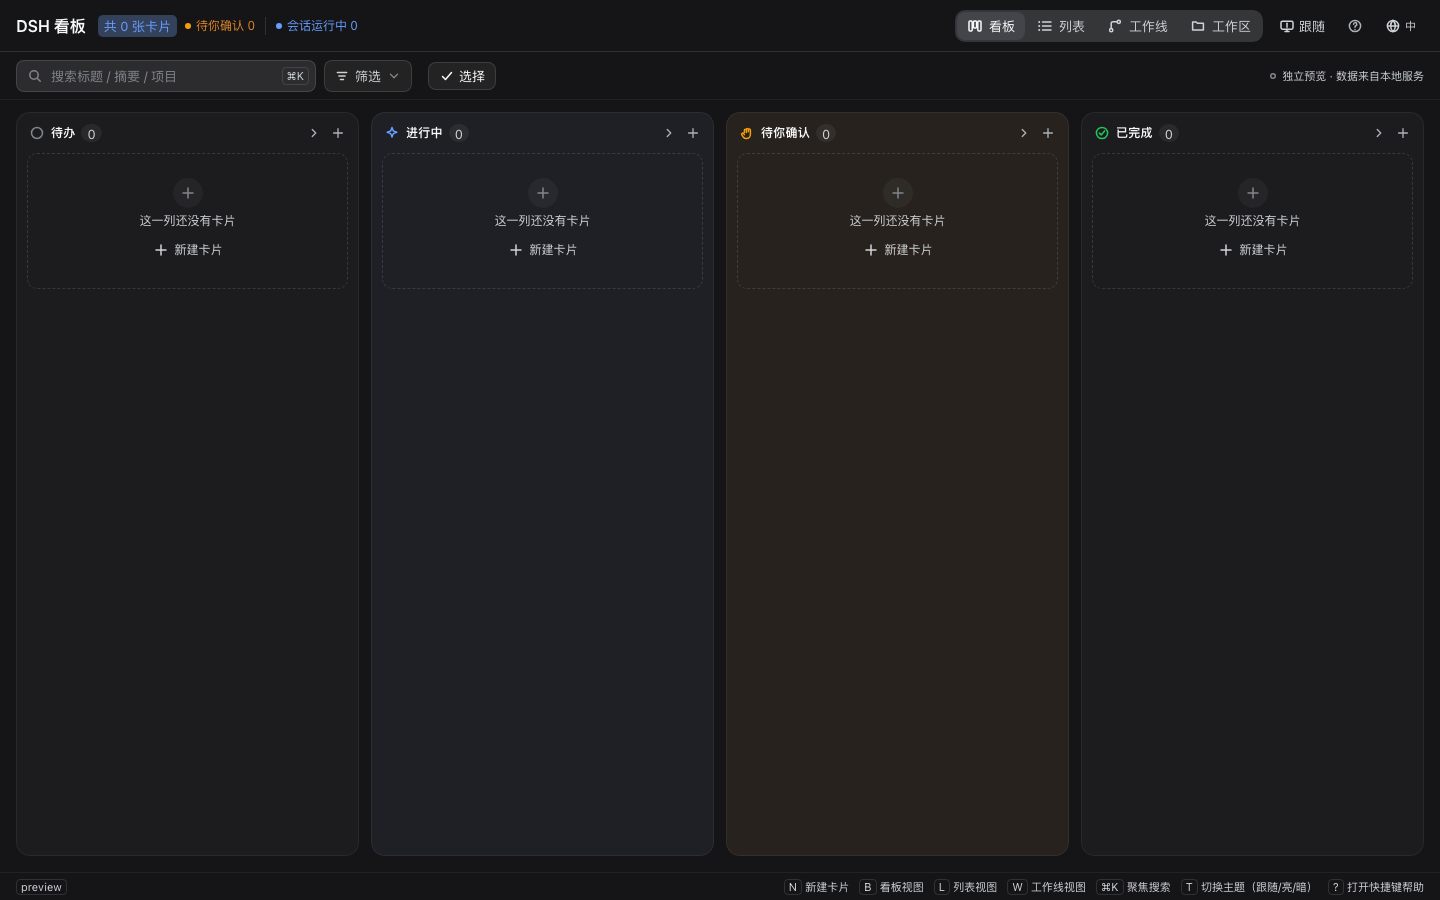 DSH 看板 共 0 张卡片 待你确认 0 会话运行中 0 看板 列表 工作线 工作区 跟随 中
搜索标题 / 摘要 / 项目 ⌘K 筛选 选择 独立预览 · 数据来自本地服务
待办 0
这一列还没有卡片
新建卡片
进行中 0
这一列还没有卡片
新建卡片
待你确认 0
这一列还没有卡片
新建卡片
已完成 0
这一列还没有卡片
新建卡片
preview N 新建卡片 B 看板视图 L 列表视图 W 工作线视图 ⌘K 聚焦搜索 T 切换主题（跟随/亮/暗） ? 打开快捷键帮助